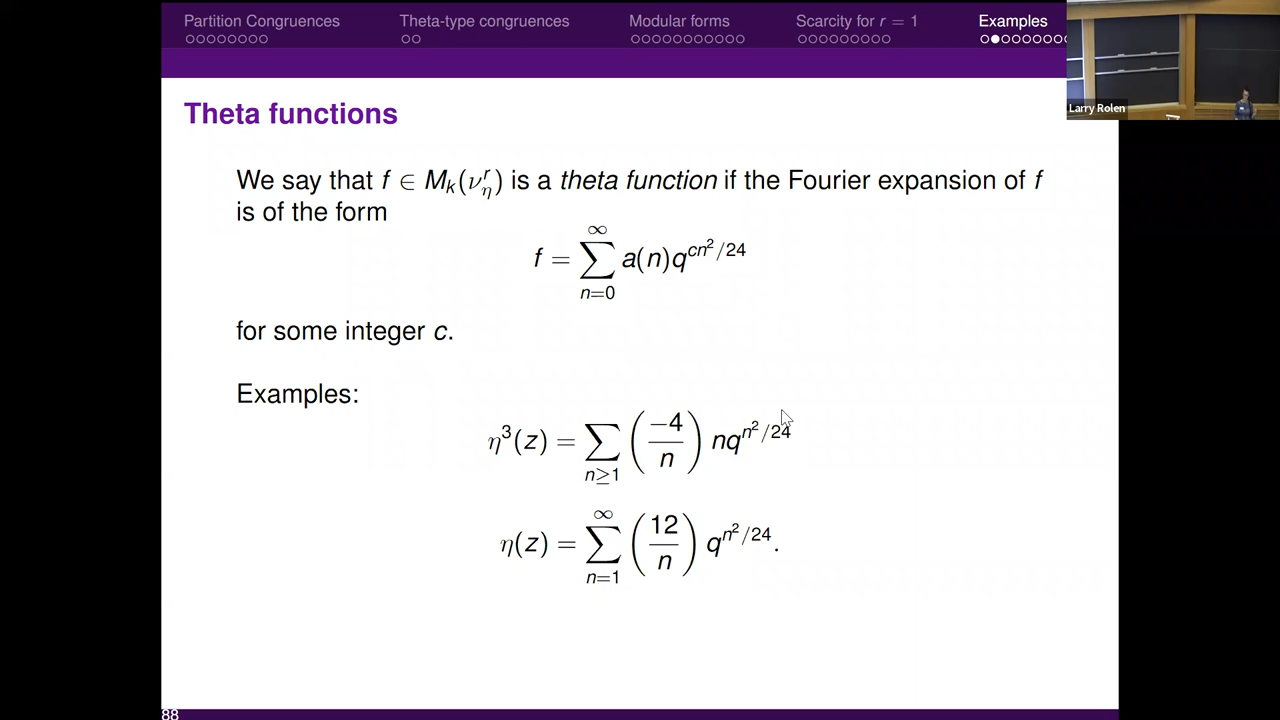 Partition Congruences Theta-type congruences Modular forms Scarcity for r = 1 Examples
Larry Rolen
Theta functions
We say that f ∈ M_k(ν_η^r) is a theta function if the Fourier expansion of f
is of the form
f = ∑_{n=0}^{∞} a(n)q^{cn²/24}
for some integer c.
Examples:
η³(z) = ∑_{n≥1} (−4/n) nq^{n²/24}
η(z) = ∑_{n=1}^{∞} (12/n) q^{n²/24}.
88